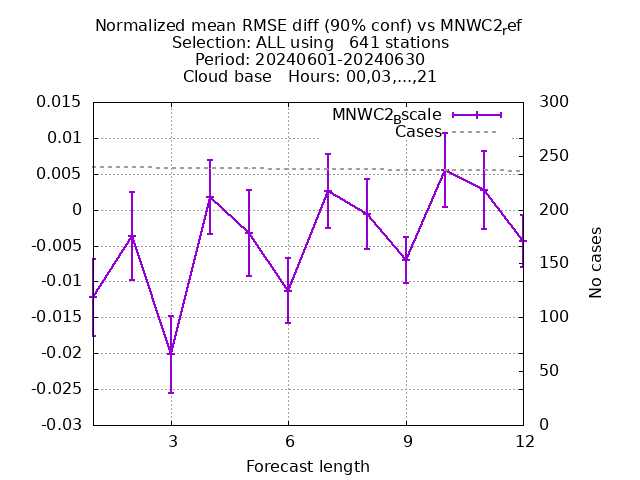 Normalized mean RMSE diff (90% conf) vs MNWC2ref
Selection: ALL using   641 stations
Period: 20240601-20240630
Cloud base   Hours: 00,03,...,21
MNWC2Bscale
Cases
0.015
0.01
0.005
0
-0.005
-0.01
-0.015
-0.02
-0.025
-0.03
300
250
200
150
100
50
0
No cases
3
6
9
12
Forecast length